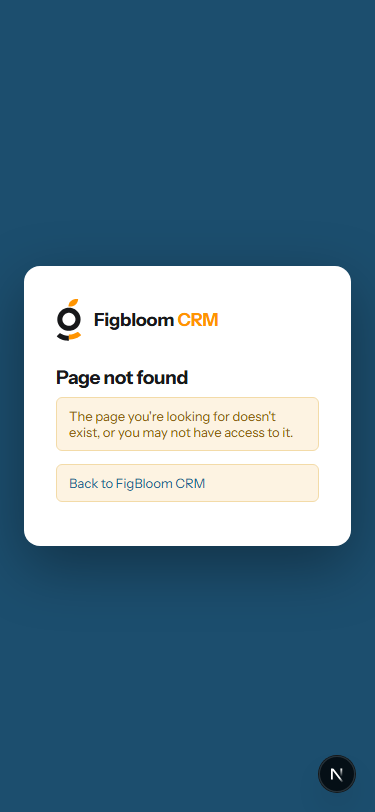 Figbloom CRM
Page not found
The page you're looking for doesn't
exist, or you may not have access to it.
Back to FigBloom CRM
N